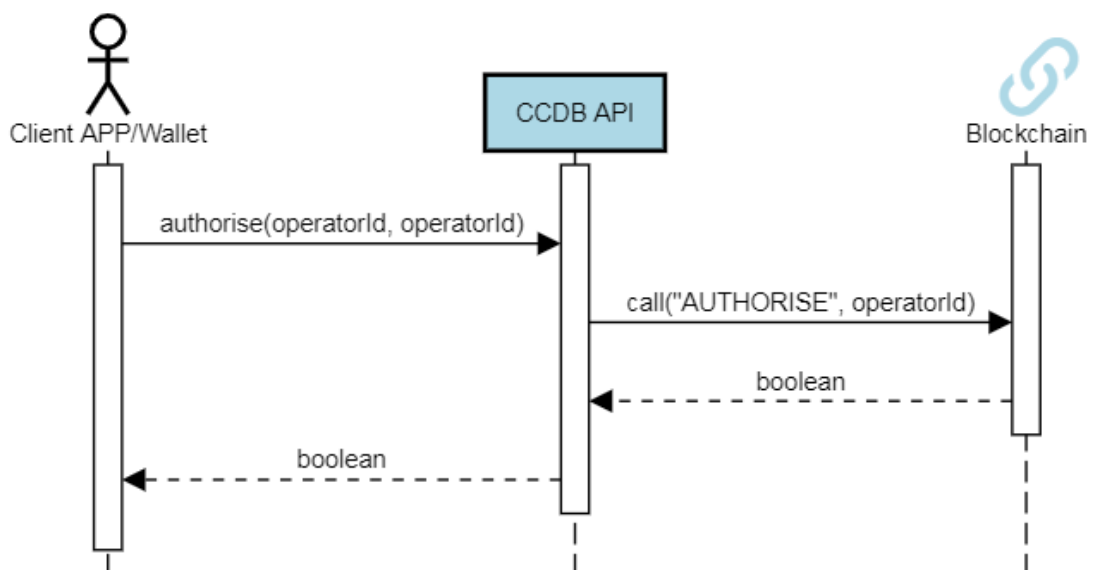 Client APP/Wallet
CCDB API
Blockchain
authorise(operatorId, operatorId)
call("AUTHORISE", operatorId)
boolean
boolean